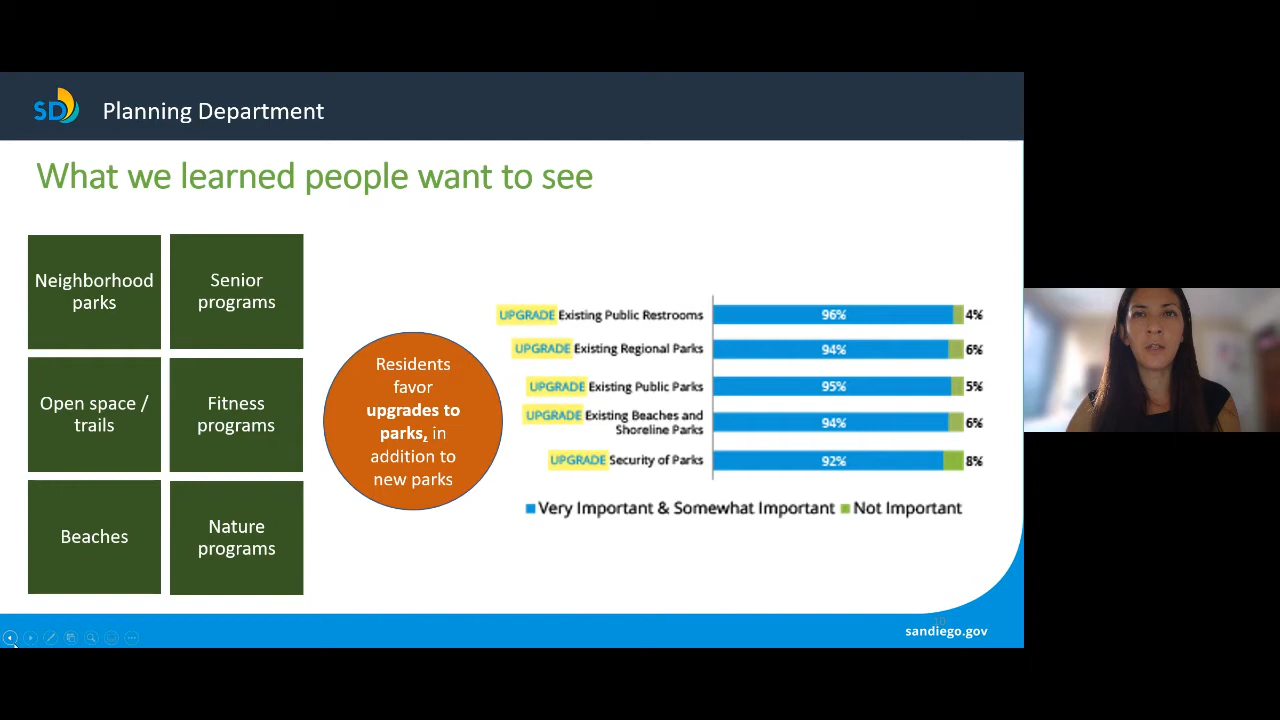 SD
Planning Department
What we learned people want to see
Neighborhood
parks
Senior
programs
Open space /
trails
Fitness
programs
Beaches
Nature
programs
Residents
favor
upgrades to
parks, in
addition to
new parks
UPGRADE Existing Public Restrooms 96% 4%
UPGRADE Existing Regional Parks 94% 6%
UPGRADE Existing Public Parks 95% 5%
UPGRADE Existing Beaches and
Shoreline Parks 94% 6%
UPGRADE Security of Parks 92% 8%
Very Important & Somewhat Important Not Important
10
sandiego.gov